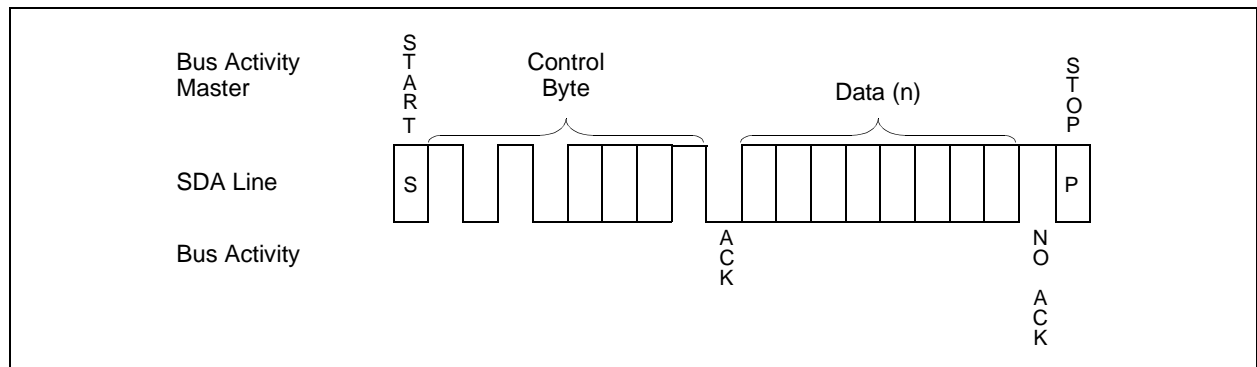 Bus Activity
Master
START
Control
Byte
Data (n)
STOP
SDA Line
S
P
Bus Activity
ACK
NO ACK